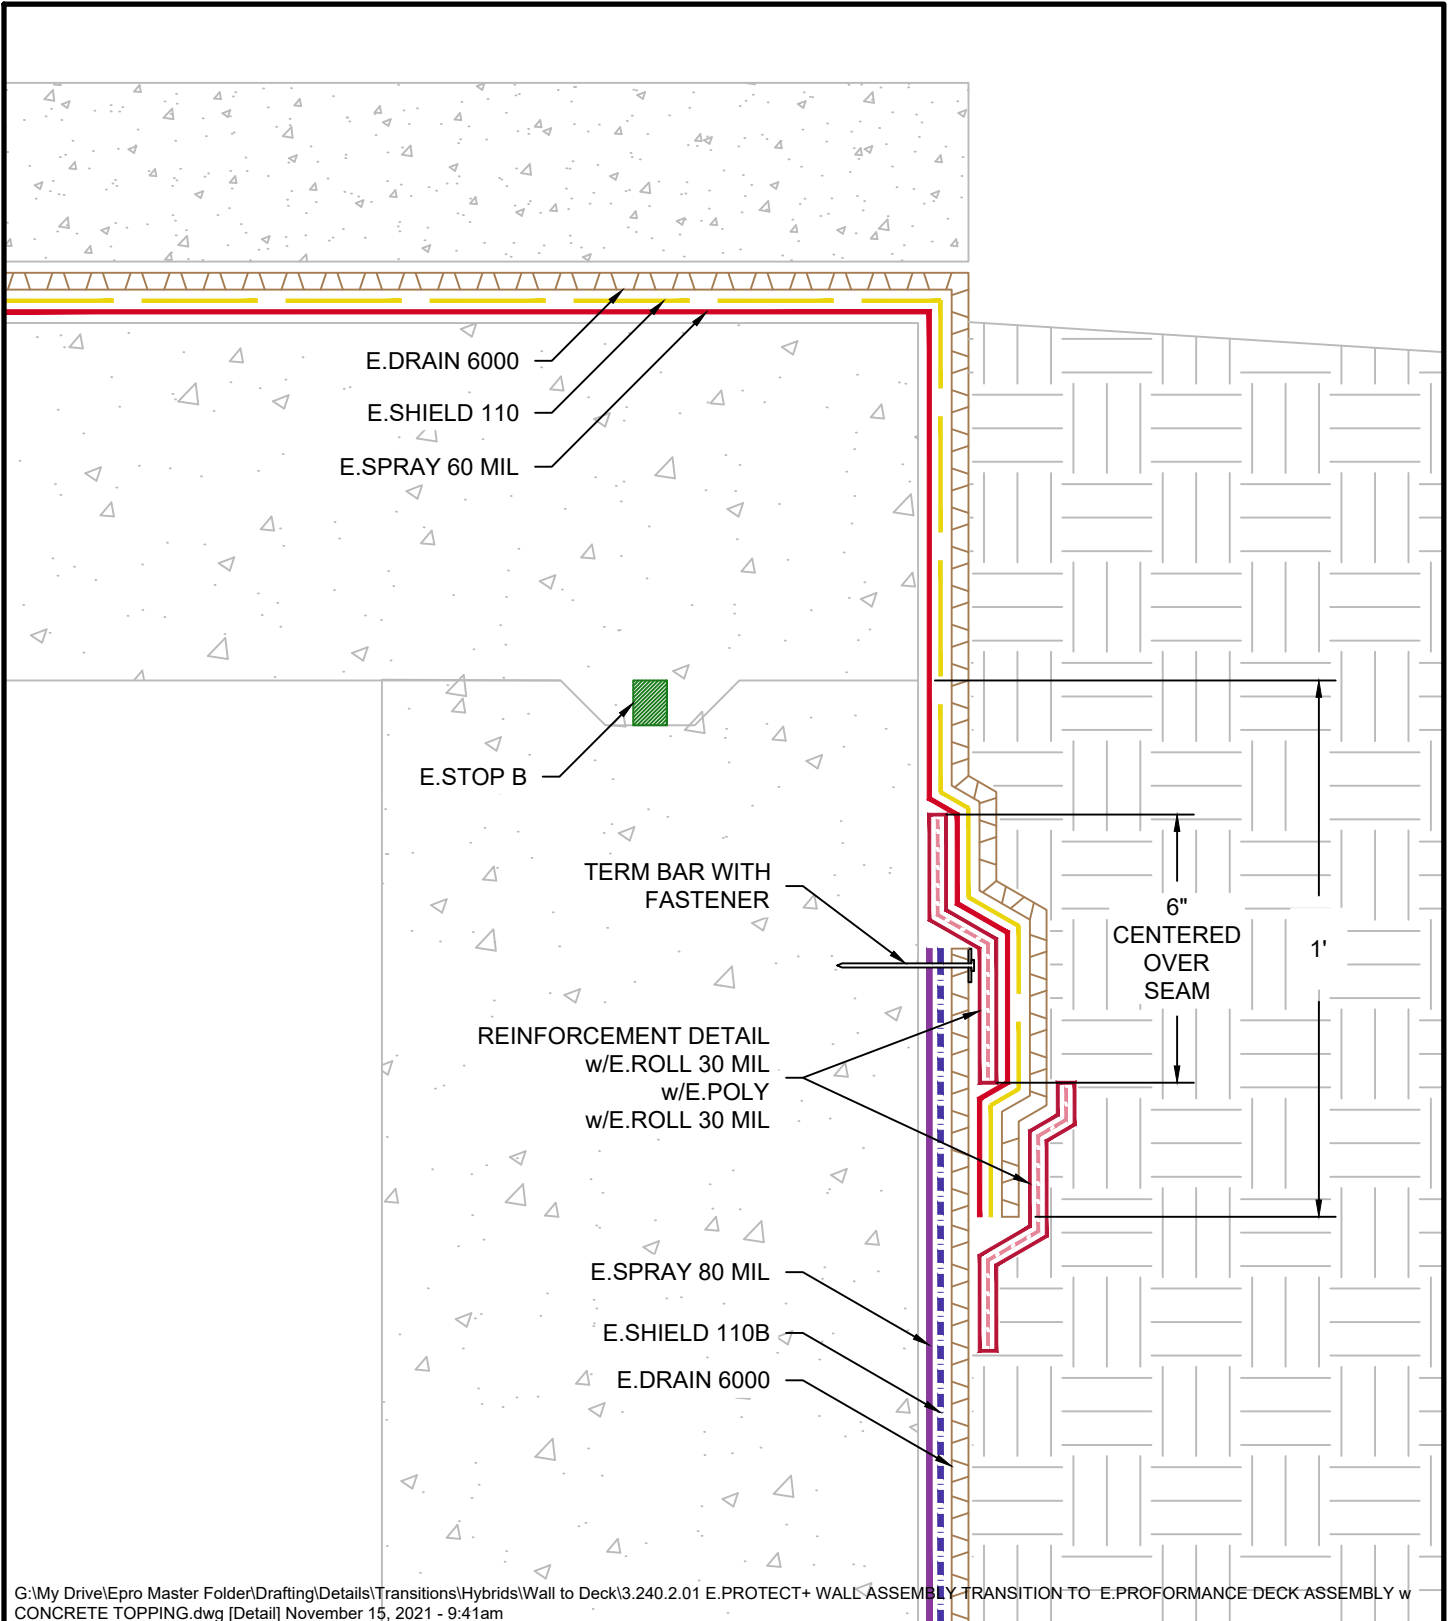 E.DRAIN 6000
E.SHIELD 110
E.SPRAY 60 MIL
E.STOP B
TERM BAR WITH
FASTENER
6"
CENTERED
OVER
SEAM
1'
REINFORCEMENT DETAIL
w/E.ROLL 30 MIL
w/E.POLY
w/E.ROLL 30 MIL
E.SPRAY 80 MIL
E.SHIELD 110B
E.DRAIN 6000
G:\My Drive\Epro Master Folder\Drafting\Details\Transitions\Hybrids\Wall to Deck\3.240.2.01 E.PROTECT+ WALL ASSEMBLY TRANSITION TO E.PROFORMANCE DECK ASSEMBLY w
CONCRETE TOPPING.dwg [Detail] November 15, 2021 - 9:41am